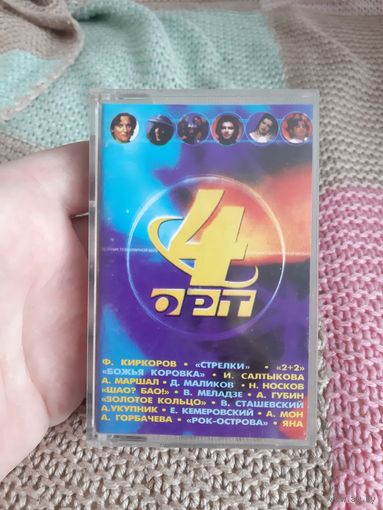 4
ОРТ
Ф. КИРКОРОВ • «СТРЕЛКИ» • «2+2»
«БОЖЬЯ КОРОВКА» • И. САЛТЫКОВА
А. МАРШАЛ • Д. МАЛИКОВ • Н. НОСКОВ
«ШАО? БАО!» • В. МЕЛАДЗЕ • А. ГУБИН
«ЗОЛОТОЕ КОЛЬЦО» • В. СТАШЕВСКИЙ
А.УКУПНИК • Е. КЕМЕРОВСКИЙ • А. МОН
А. ГОРБАЧЕВА • «РОК-ОСТРОВА» • ЯНА